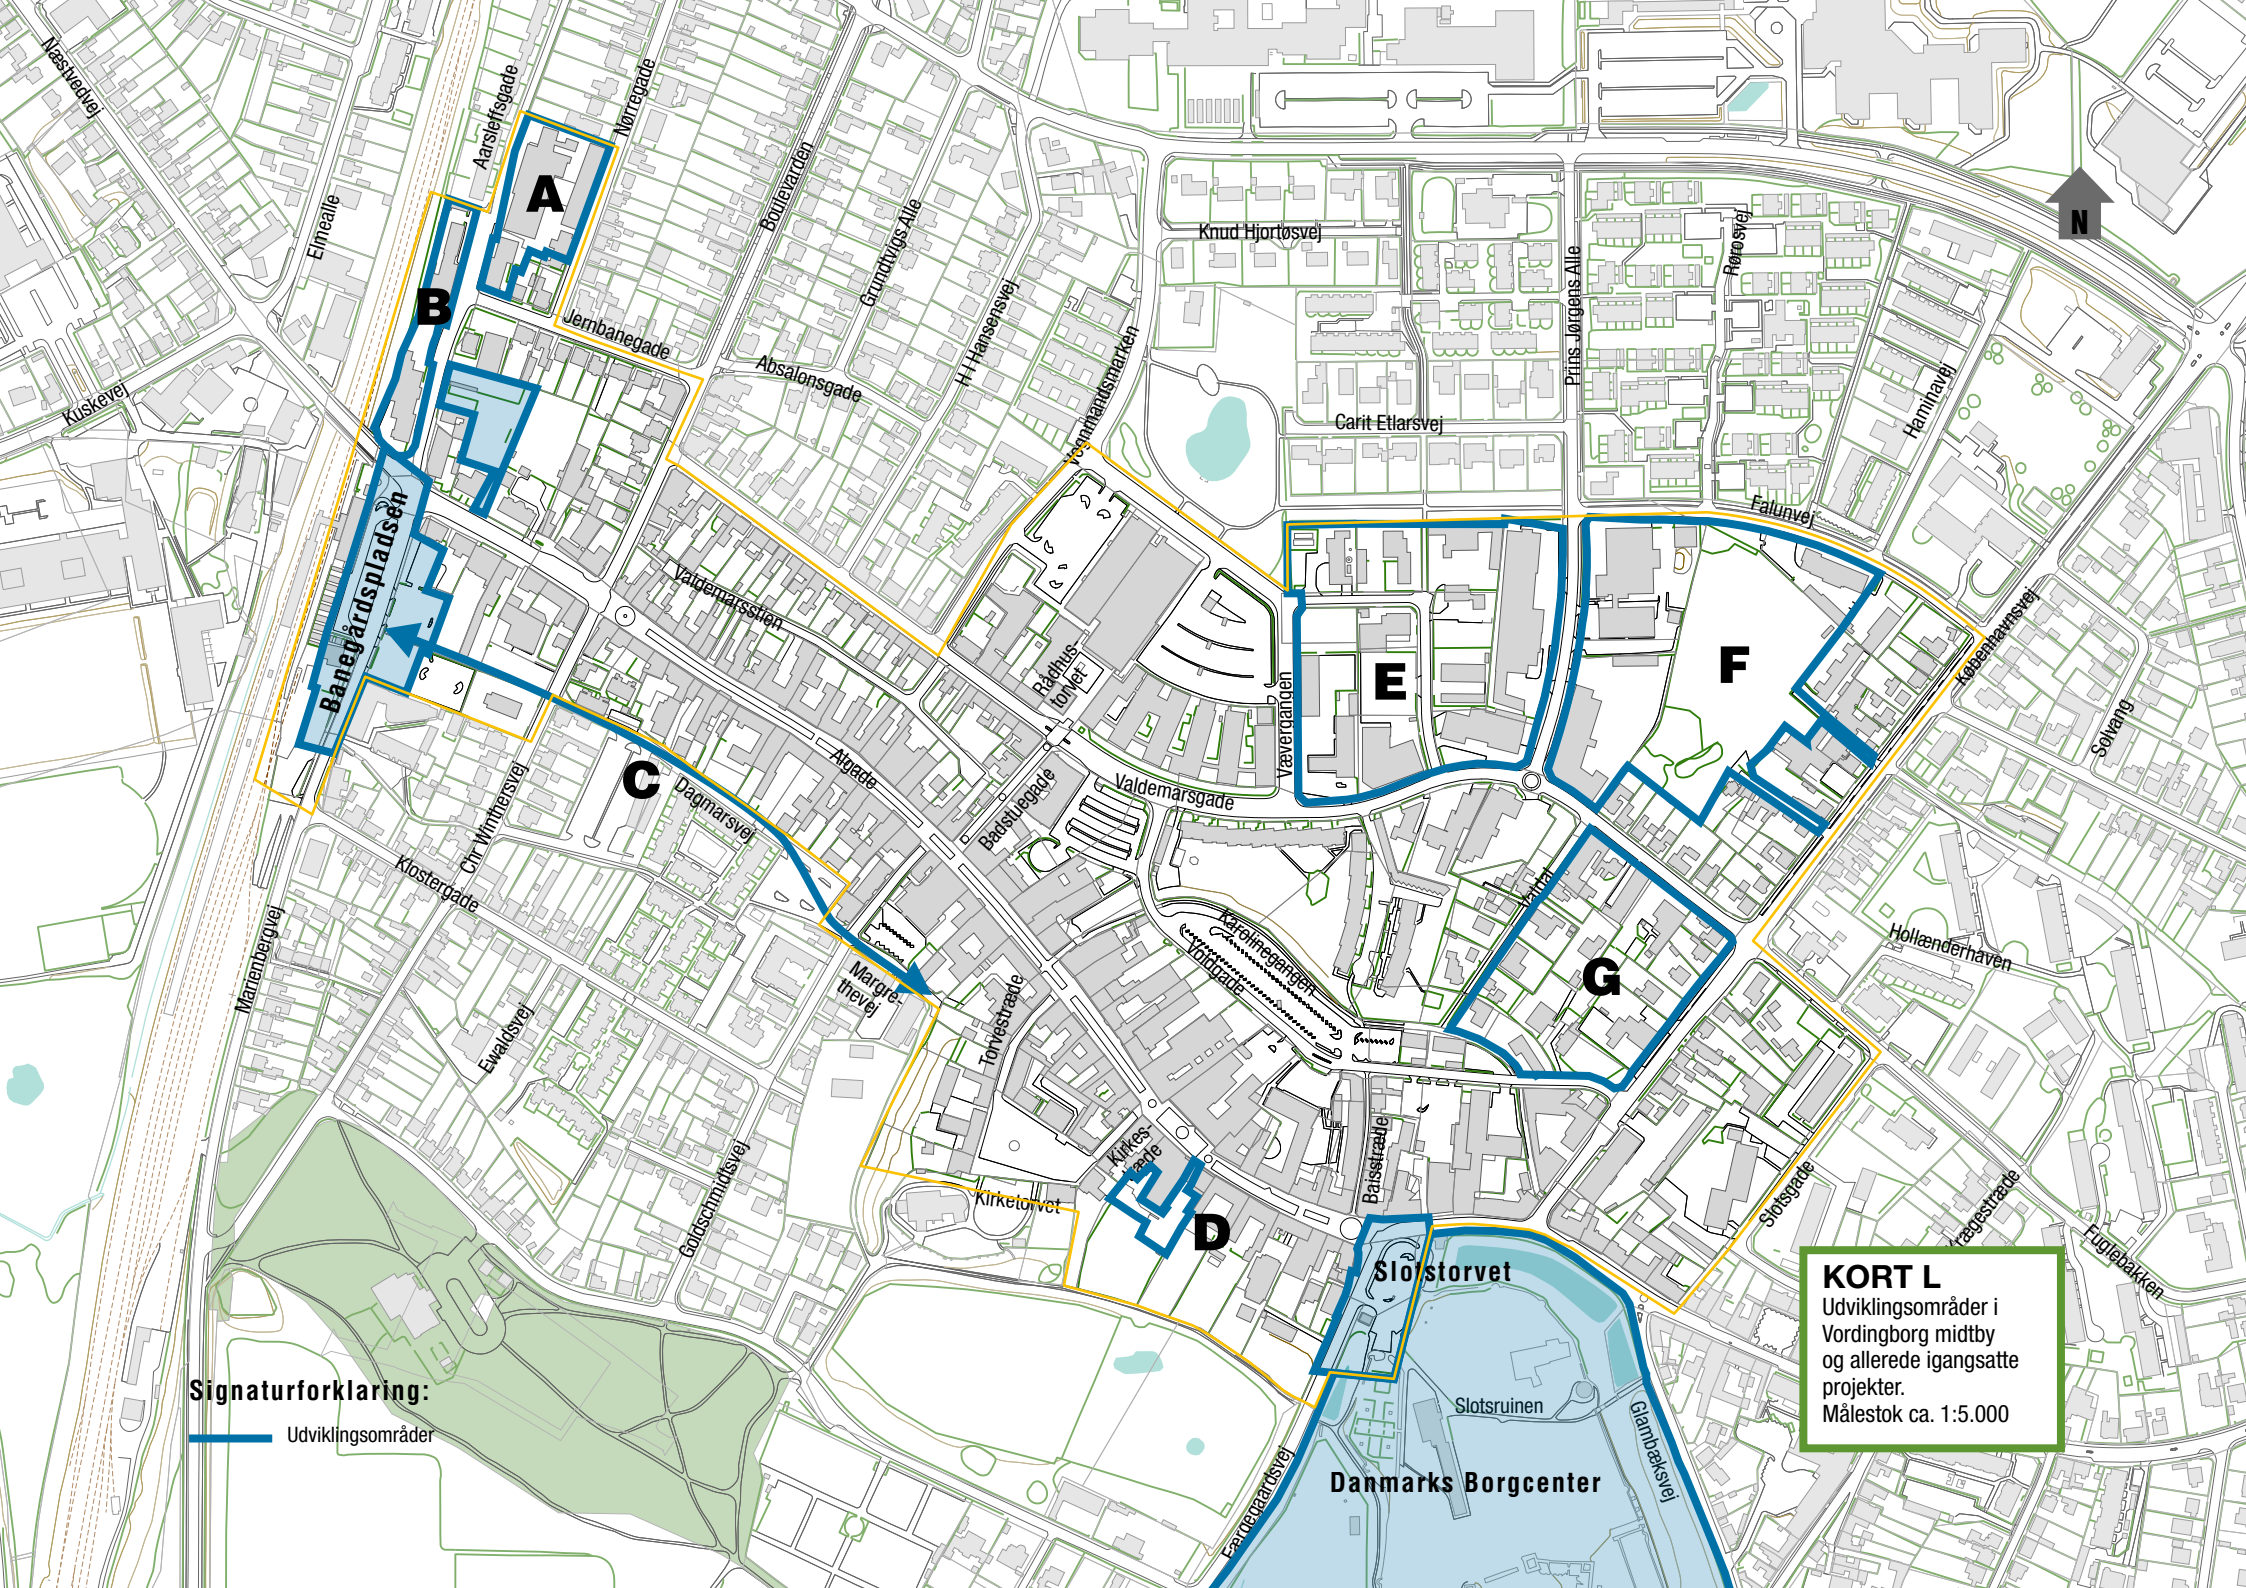 Næstvedvej
Aarsleffsgade
Nørregade
A
Elmealle
Boulevarden
Grundtvigs Alle
Knud Hjortøsvej
Prins Jørgens Alle
Rørosvej
N
B
Jernbanegade
Absalonsgade
H I Hansensvej
Kuskevej
Carit Etlarsvej
Haminavej
Banegårdspladsen
Falunvej
Valdemarsstien
Rådhus-
torvet
Vævergangen
E
F
Københavnsvej
Solvang
C
Dagmarsvej
Algade
Badstuegade
Valdemarsgade
Chr Winthersvej
Klostergade
Marienbergvej
Margre-
thevej
Karolinegangen
Voldgade
G
Hollænderhaven
Ewaldsvej
Torvestræde
Goldschmidtsvej
Kirketorvet
D
Baisstræde
Slotsgade
Fuglebakken
Slotstorvet
Slotsruinen
Glambæksvej
Danmarks Borgcenter
Færgegaardsvej
KORT L
Udviklingsområder i
Vordingborg midtby
og allerede igangsatte
projekter.
Målestok ca. 1:5.000
Signaturforklaring:
Udviklingsområder